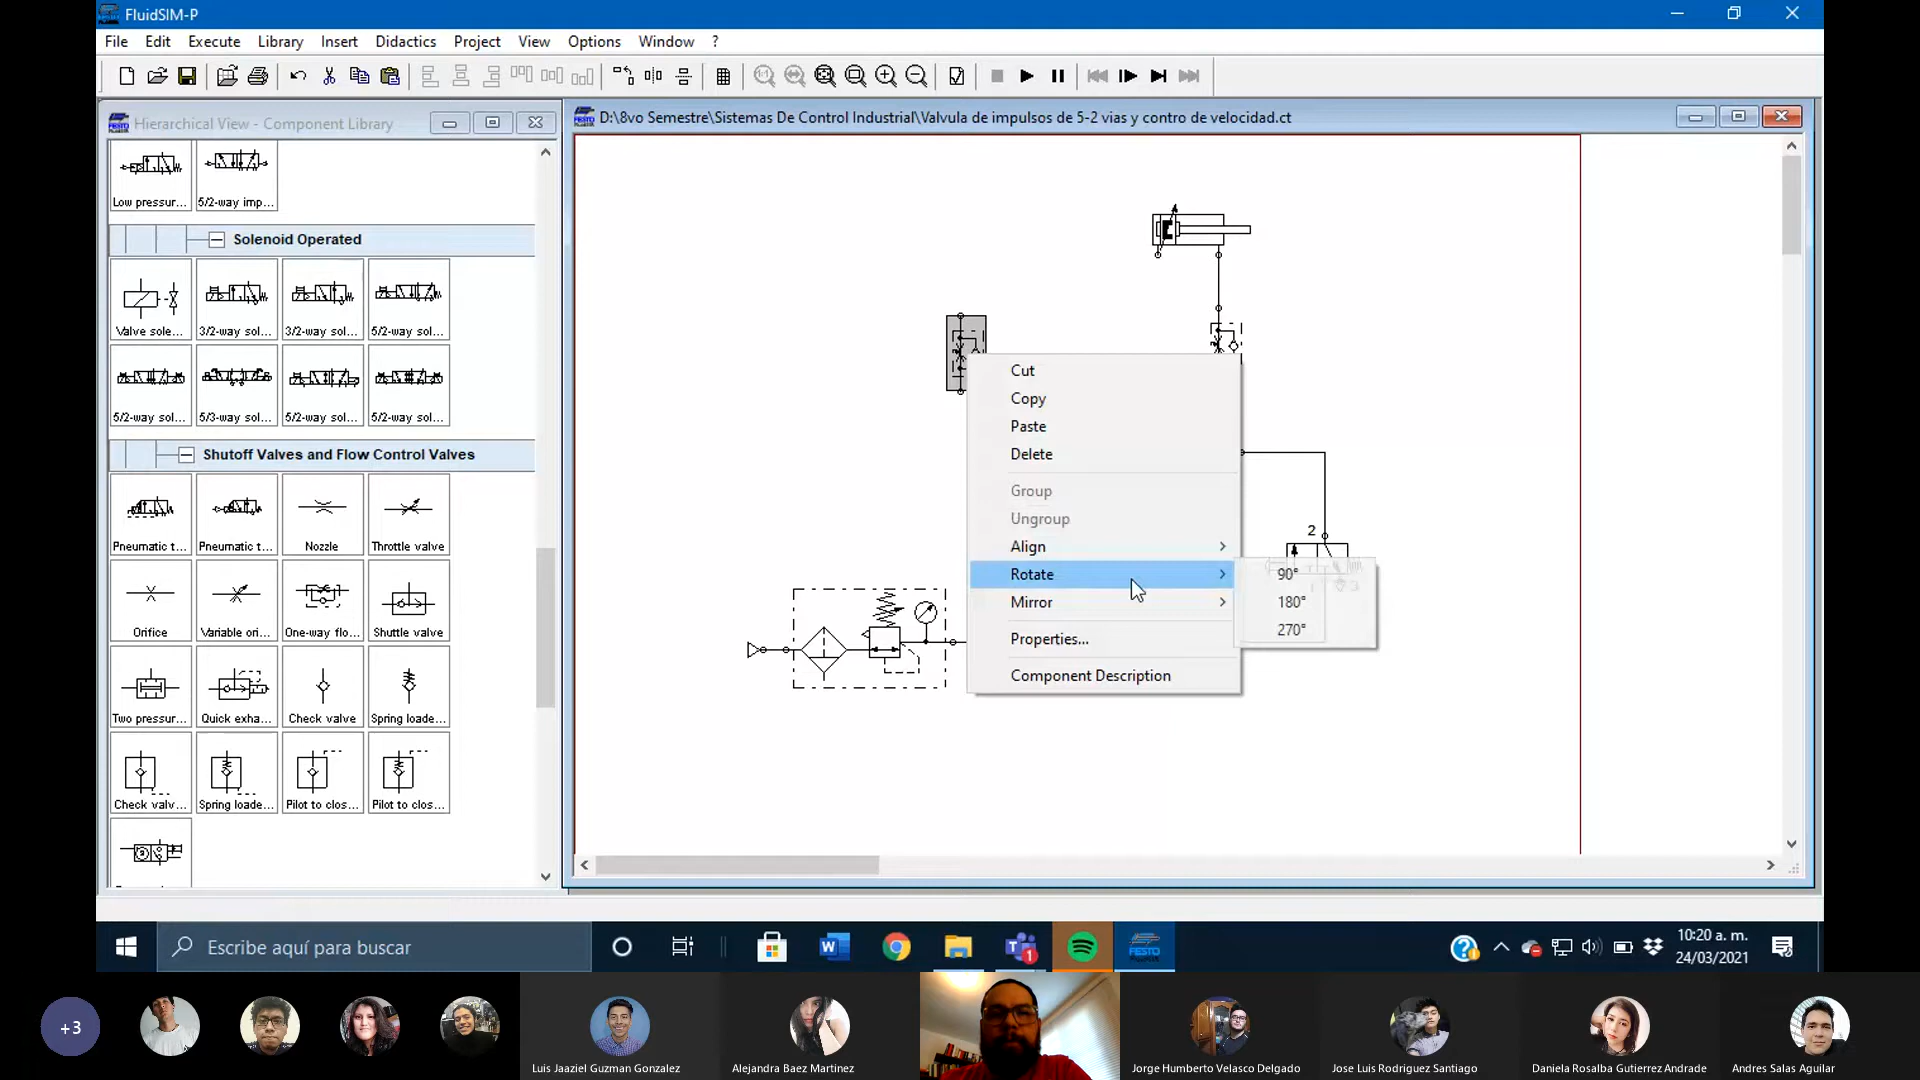 FluidSIM-P
File Edit Execute Library Insert Didactics Project View Options Window ?
Hierarchical View - Component Library
D:\8vo Semestre\Sistemas De Control Industrial\Valvula de impulsos de 5-2 vias y contro de velocidad.ct
Low pressur... 5/2-way imp...
Solenoid Operated
Valve sole... 3/2-way sol... 3/2-way sol... 5/2-way sol...
5/2-way sol... 5/3-way sol... 5/2-way sol... 5/2-way sol...
Shutoff Valves and Flow Control Valves
Pneumatic t... Pneumatic t... Nozzle Throttle valve
Orifice Variable ori... One-way flo... Shuttle valve
Two pressur... Quick exha... Check valve Spring loade...
Check valv... Spring loade... Pilot to clos... Pilot to clos...
Cut
Copy
Paste
Delete
Group
Ungroup
Align
Rotate
Mirror
Properties...
Component Description
2
90°
180°
270°
3
Escribe aquí para buscar
FESTO
1
10:20 a. m.
24/03/2021
+3
Luis Jaaziel Guzman Gonzalez
Alejandra Baez Martinez
Jorge Humberto Velasco Delgado
Jose Luis Rodriguez Santiago
Daniela Rosalba Gutierrez Andrade
Andres Salas Aguilar